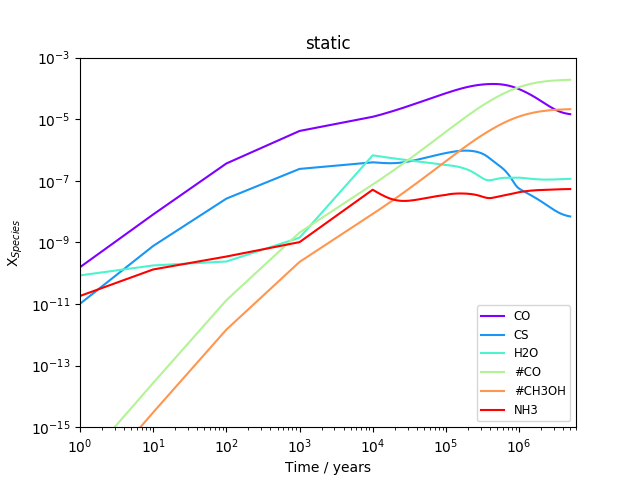 static
10^-3
10^-5
10^-7
10^-9
10^-11
10^-13
10^-15
X_Species
CO
CS
H2O
#CO
#CH3OH
NH3
10^0 10^1 10^2 10^3 10^4 10^5 10^6
Time / years